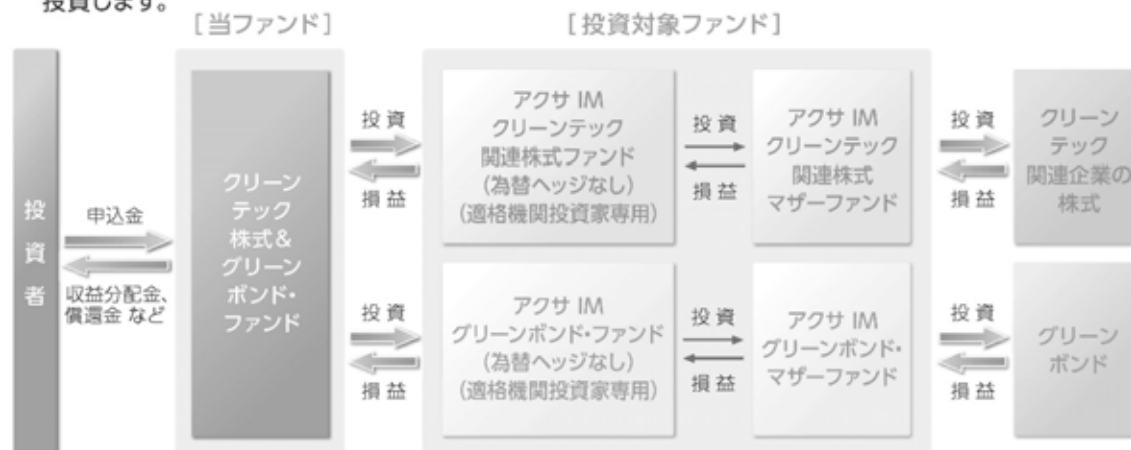 投資します。
[当ファンド]
[投資対象ファンド]
投資者
申込金
収益分配金、
償還金 など
クリーン
テック
株式&
グリーン
ボンド・
ファンド
投資
損益
アクサ IM
クリーンテック
関連株式ファンド
(為替ヘッジなし)
(適格機関投資家専用)
投資
損益
アクサ IM
クリーンテック
関連株式
マザーファンド
投資
損益
クリーン
テック
関連企業の
株式
投資
損益
アクサ IM
グリーンボンド・ファンド
(為替ヘッジなし)
(適格機関投資家専用)
投資
損益
アクサ IM
グリーンボンド・
マザーファンド
投資
損益
グリーン
ボンド